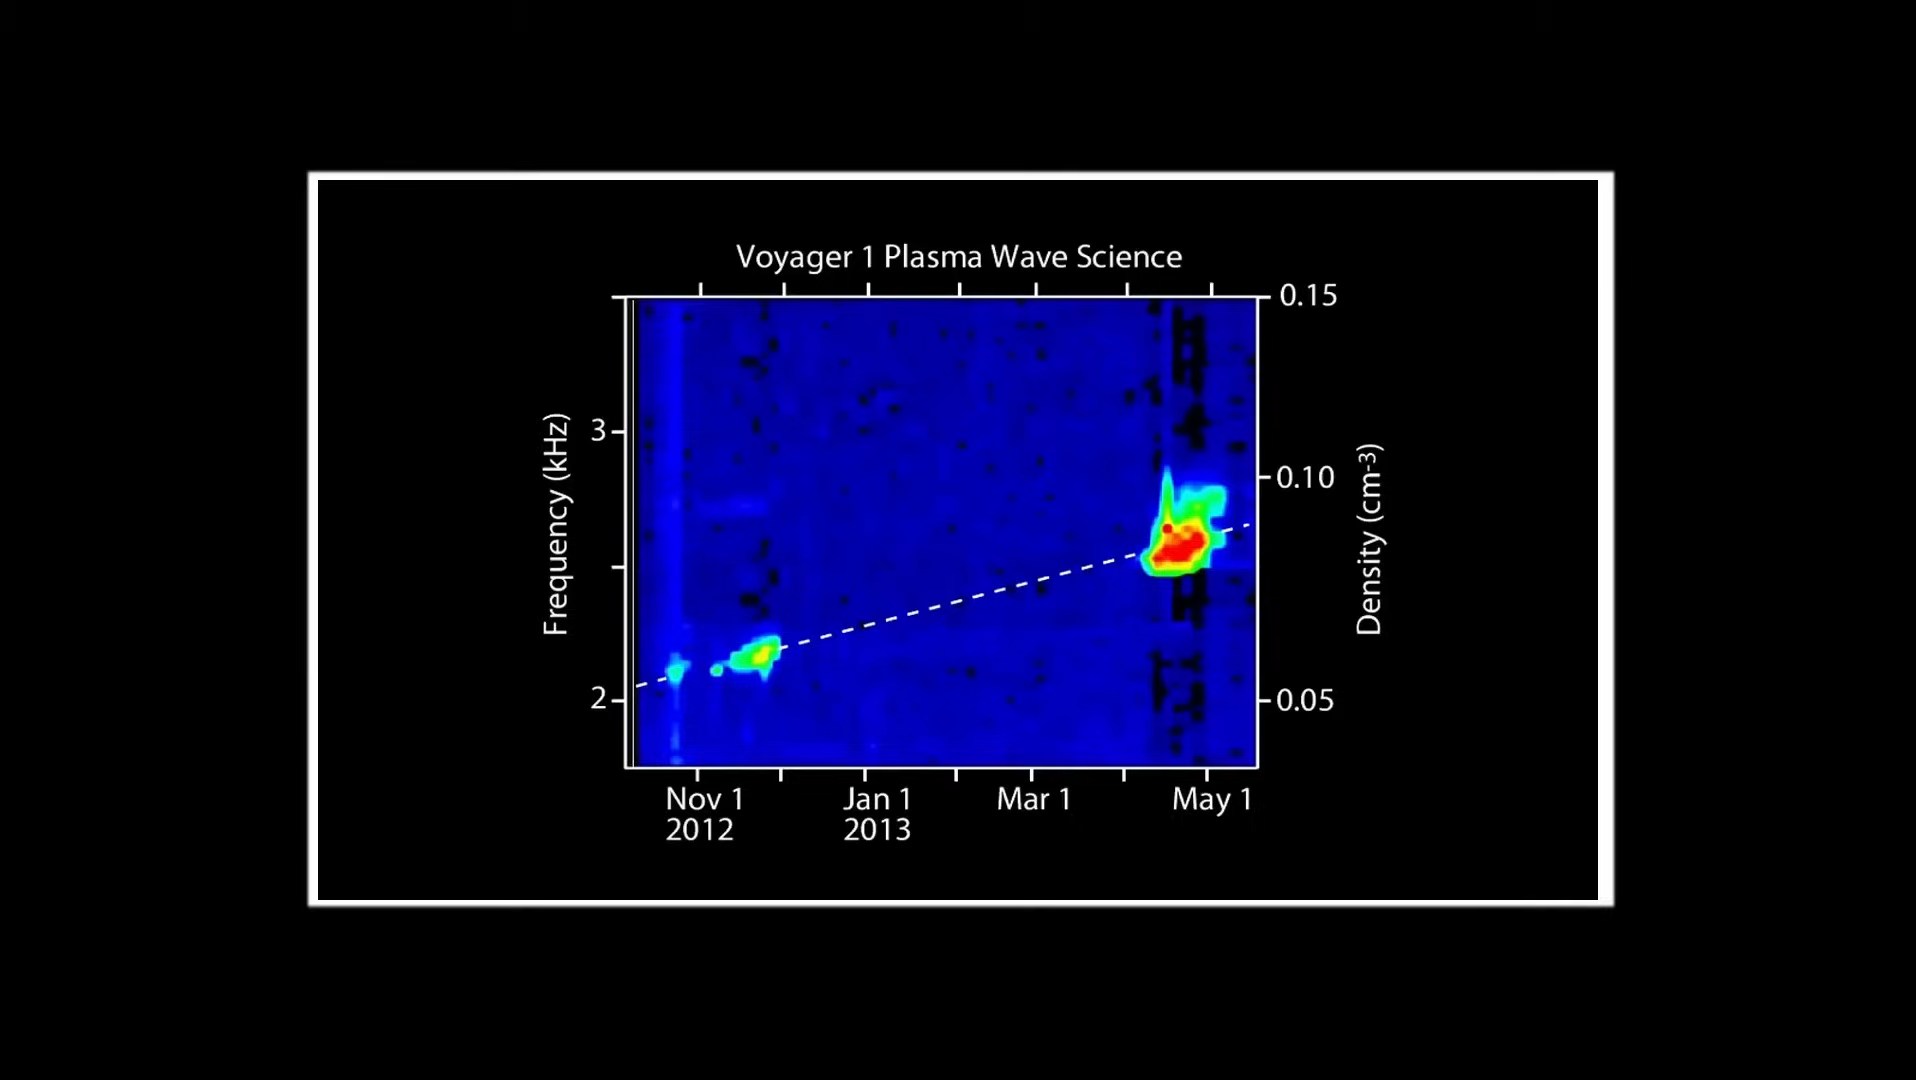 Voyager 1 Plasma Wave Science
0.15
3
0.10
Frequency (kHz)
Density (cm-3)
2
0.05
Nov 1
2012
Jan 1
2013
Mar 1
May 1